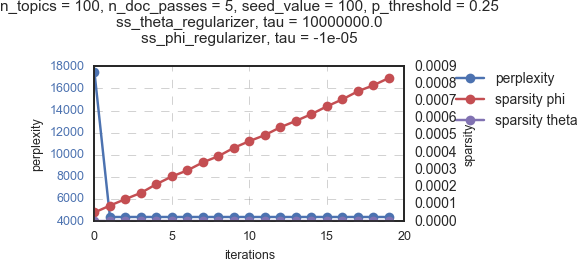 n_topics = 100, n_doc_passes = 5, seed_value = 100, p_threshold = 0.25
ss_theta_regularizer, tau = 10000000.0
ss_phi_regularizer, tau = -1e-05
18000
16000
14000
12000
10000
8000
6000
4000
perplexity
0
5
10
15
20
iterations
0.0009
0.0008
0.0007
0.0006
0.0005
0.0004
0.0003
0.0002
0.0001
0.0000
sparsity
perplexity
sparsity phi
sparsity theta